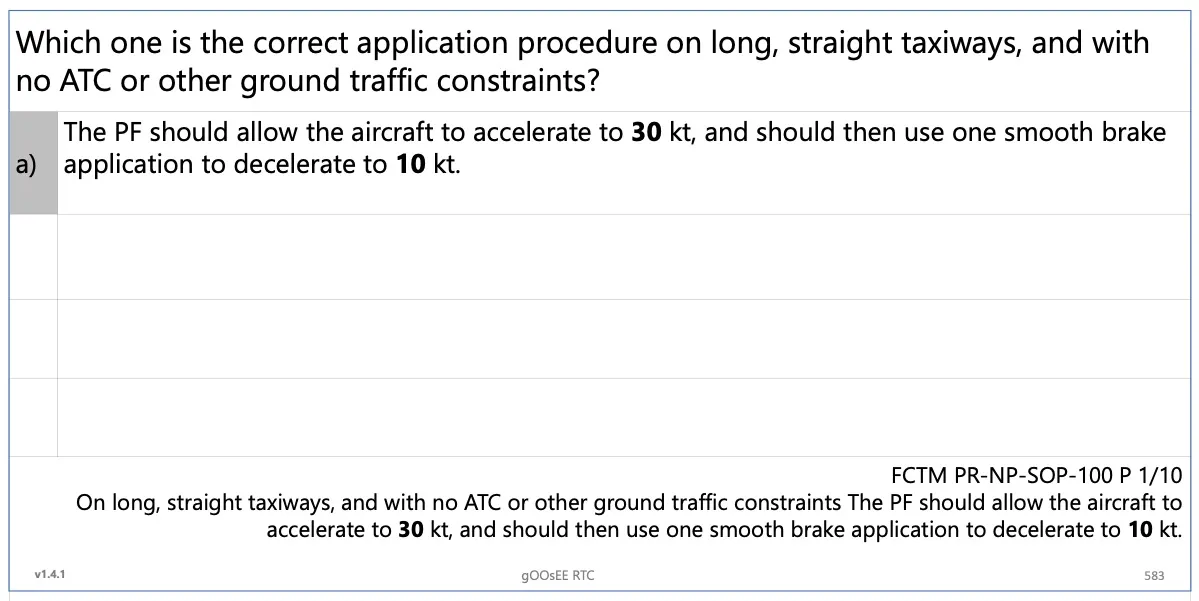 Which one is the correct application procedure on long, straight taxiways, and with
no ATC or other ground traffic constraints?
The PF should allow the aircraft to accelerate to 30 kt, and should then use one smooth brake
a) application to decelerate to 10 kt.
FCTM PR-NP-SOP-100 P 1/10
On long, straight taxiways, and with no ATC or other ground traffic constraints The PF should allow the aircraft to
accelerate to 30 kt, and should then use one smooth brake application to decelerate to 10 kt.
v1.4.1 gOOsEE RTC 583